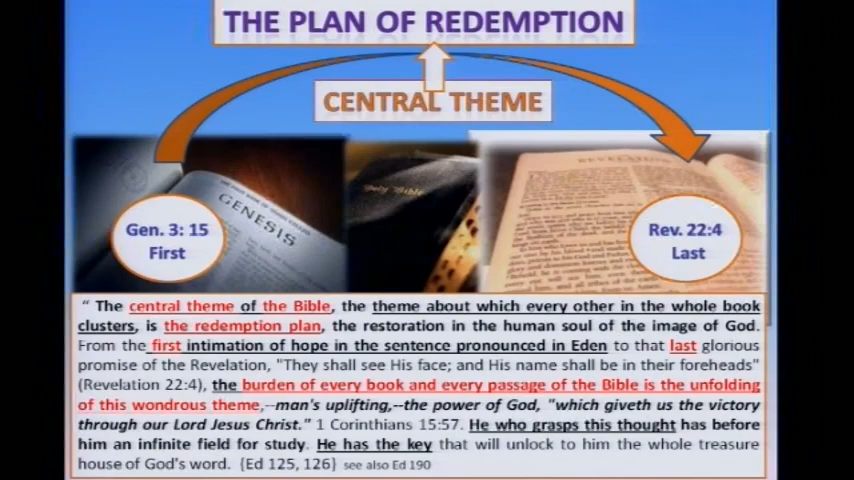 THE PLAN OF REDEMPTION
CENTRAL THEME
Holy Bible
REVELATION
GENESIS
Gen. 3: 15
First
Rev. 22:4
Last
“ The central theme of the Bible, the theme about which every other in the whole book
clusters, is the redemption plan, the restoration in the human soul of the image of God.
From the first intimation of hope in the sentence pronounced in Eden to that last glorious
promise of the Revelation, "They shall see His face; and His name shall be in their foreheads"
(Revelation 22:4), the burden of every book and every passage of the Bible is the unfolding
of this wondrous theme,--man's uplifting,--the power of God, "which giveth us the victory
through our Lord Jesus Christ." 1 Corinthians 15:57. He who grasps this thought has before
him an infinite field for study. He has the key that will unlock to him the whole treasure
house of God's word. {Ed 125, 126} see also Ed 190